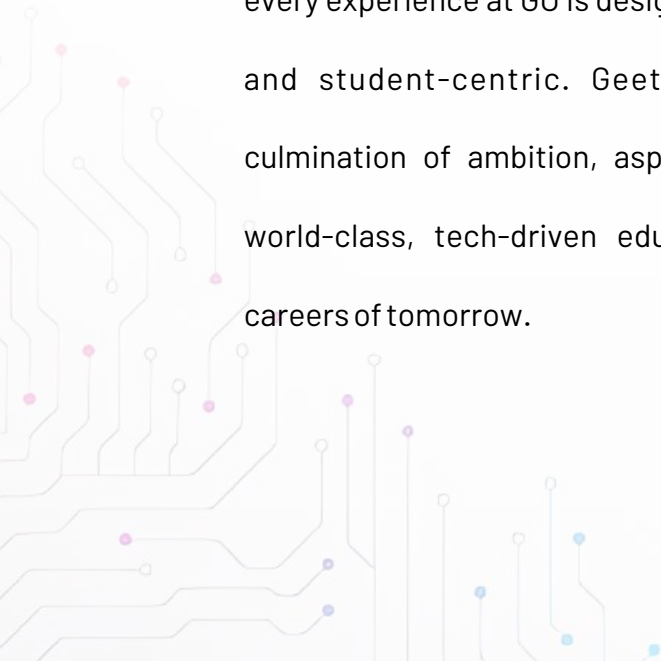 every experience at GU is desig
and student-centric. Geet
culmination of ambition, asp
world-class, tech-driven edu
careers of tomorrow.